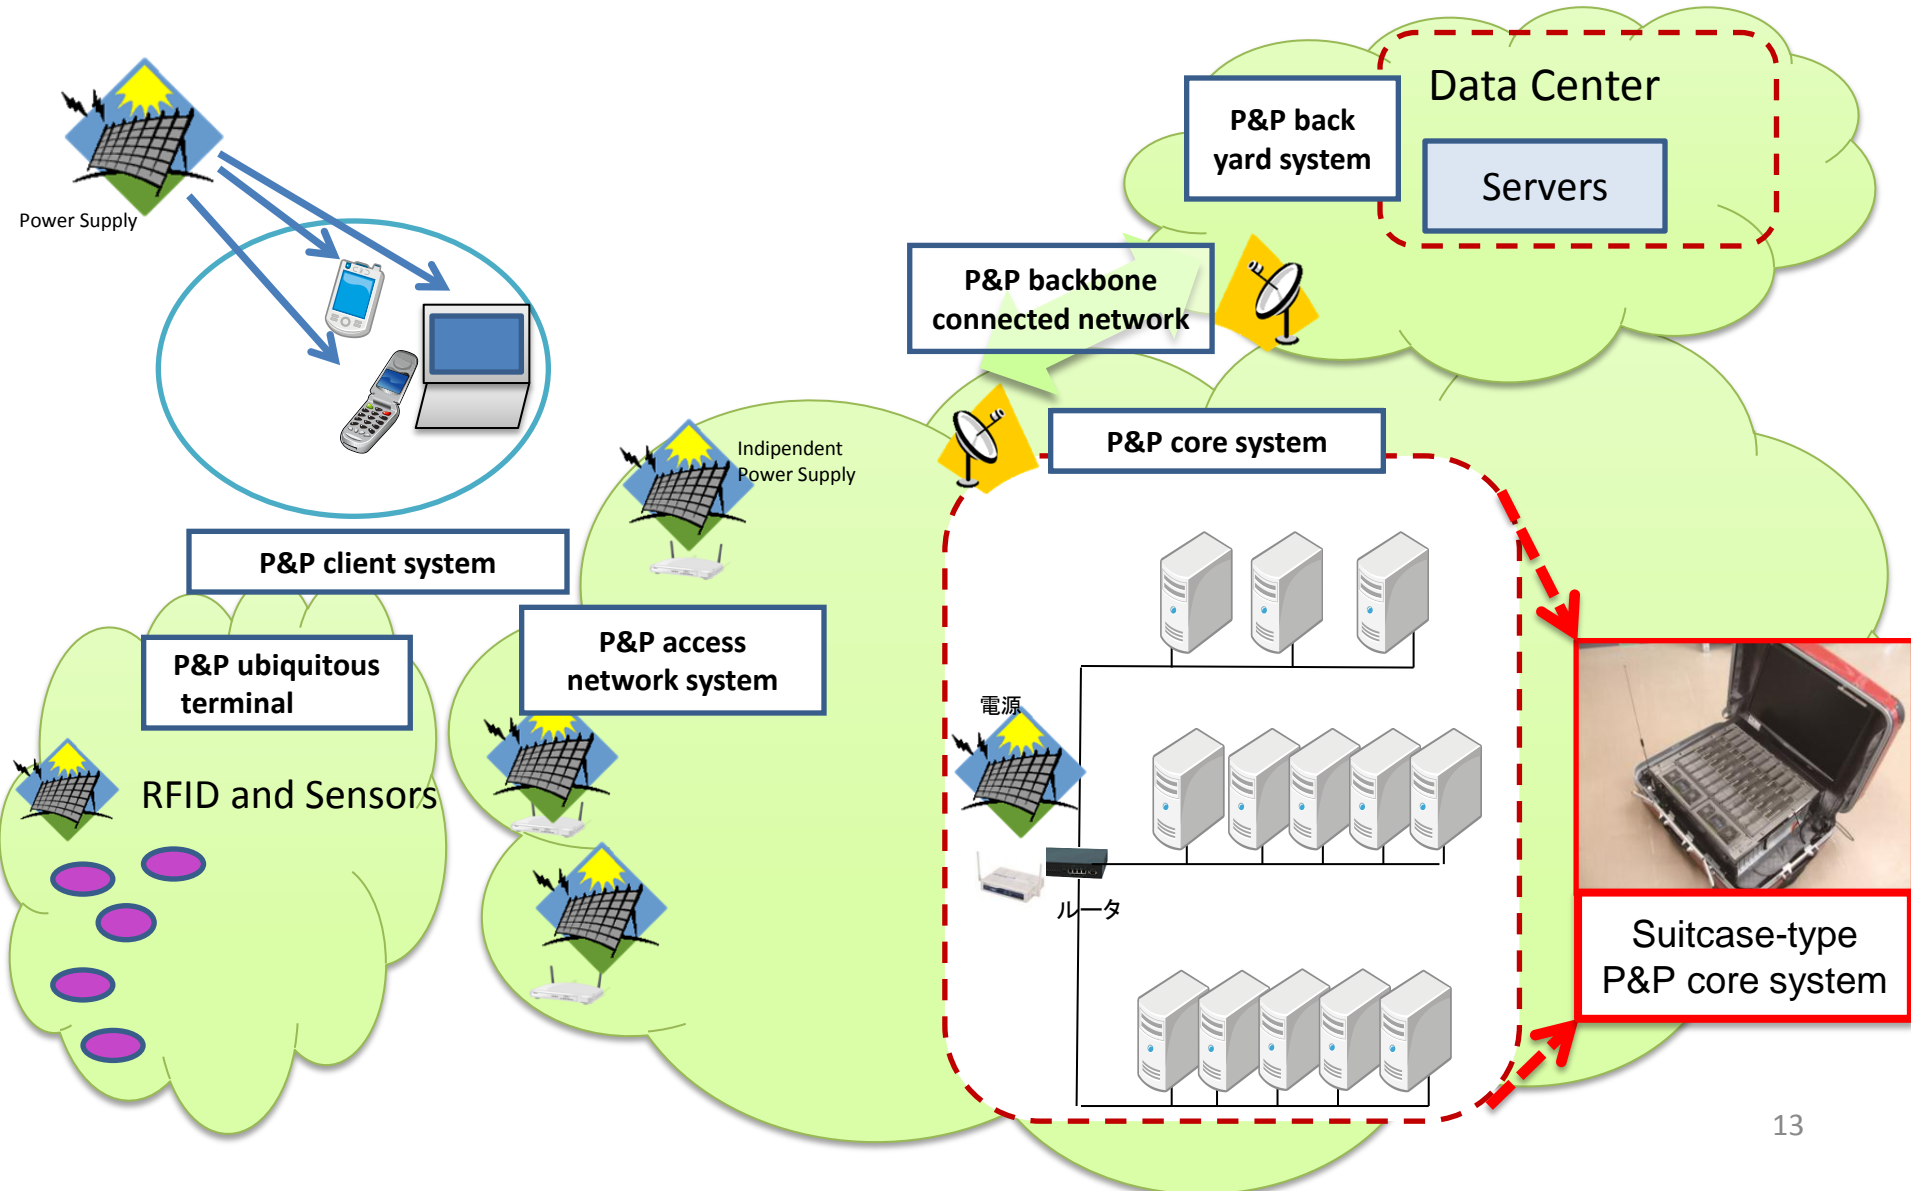 Data Center
P&P back
yard system
Servers
Power Supply
P&P backbone
connected network
P&P core system
Indipendent
Power Supply
P&P client system
P&P access
network system
P&P ubiquitous
terminal
電源
RFID and Sensors
ルータ
Suitcase-type
P&P core system
13